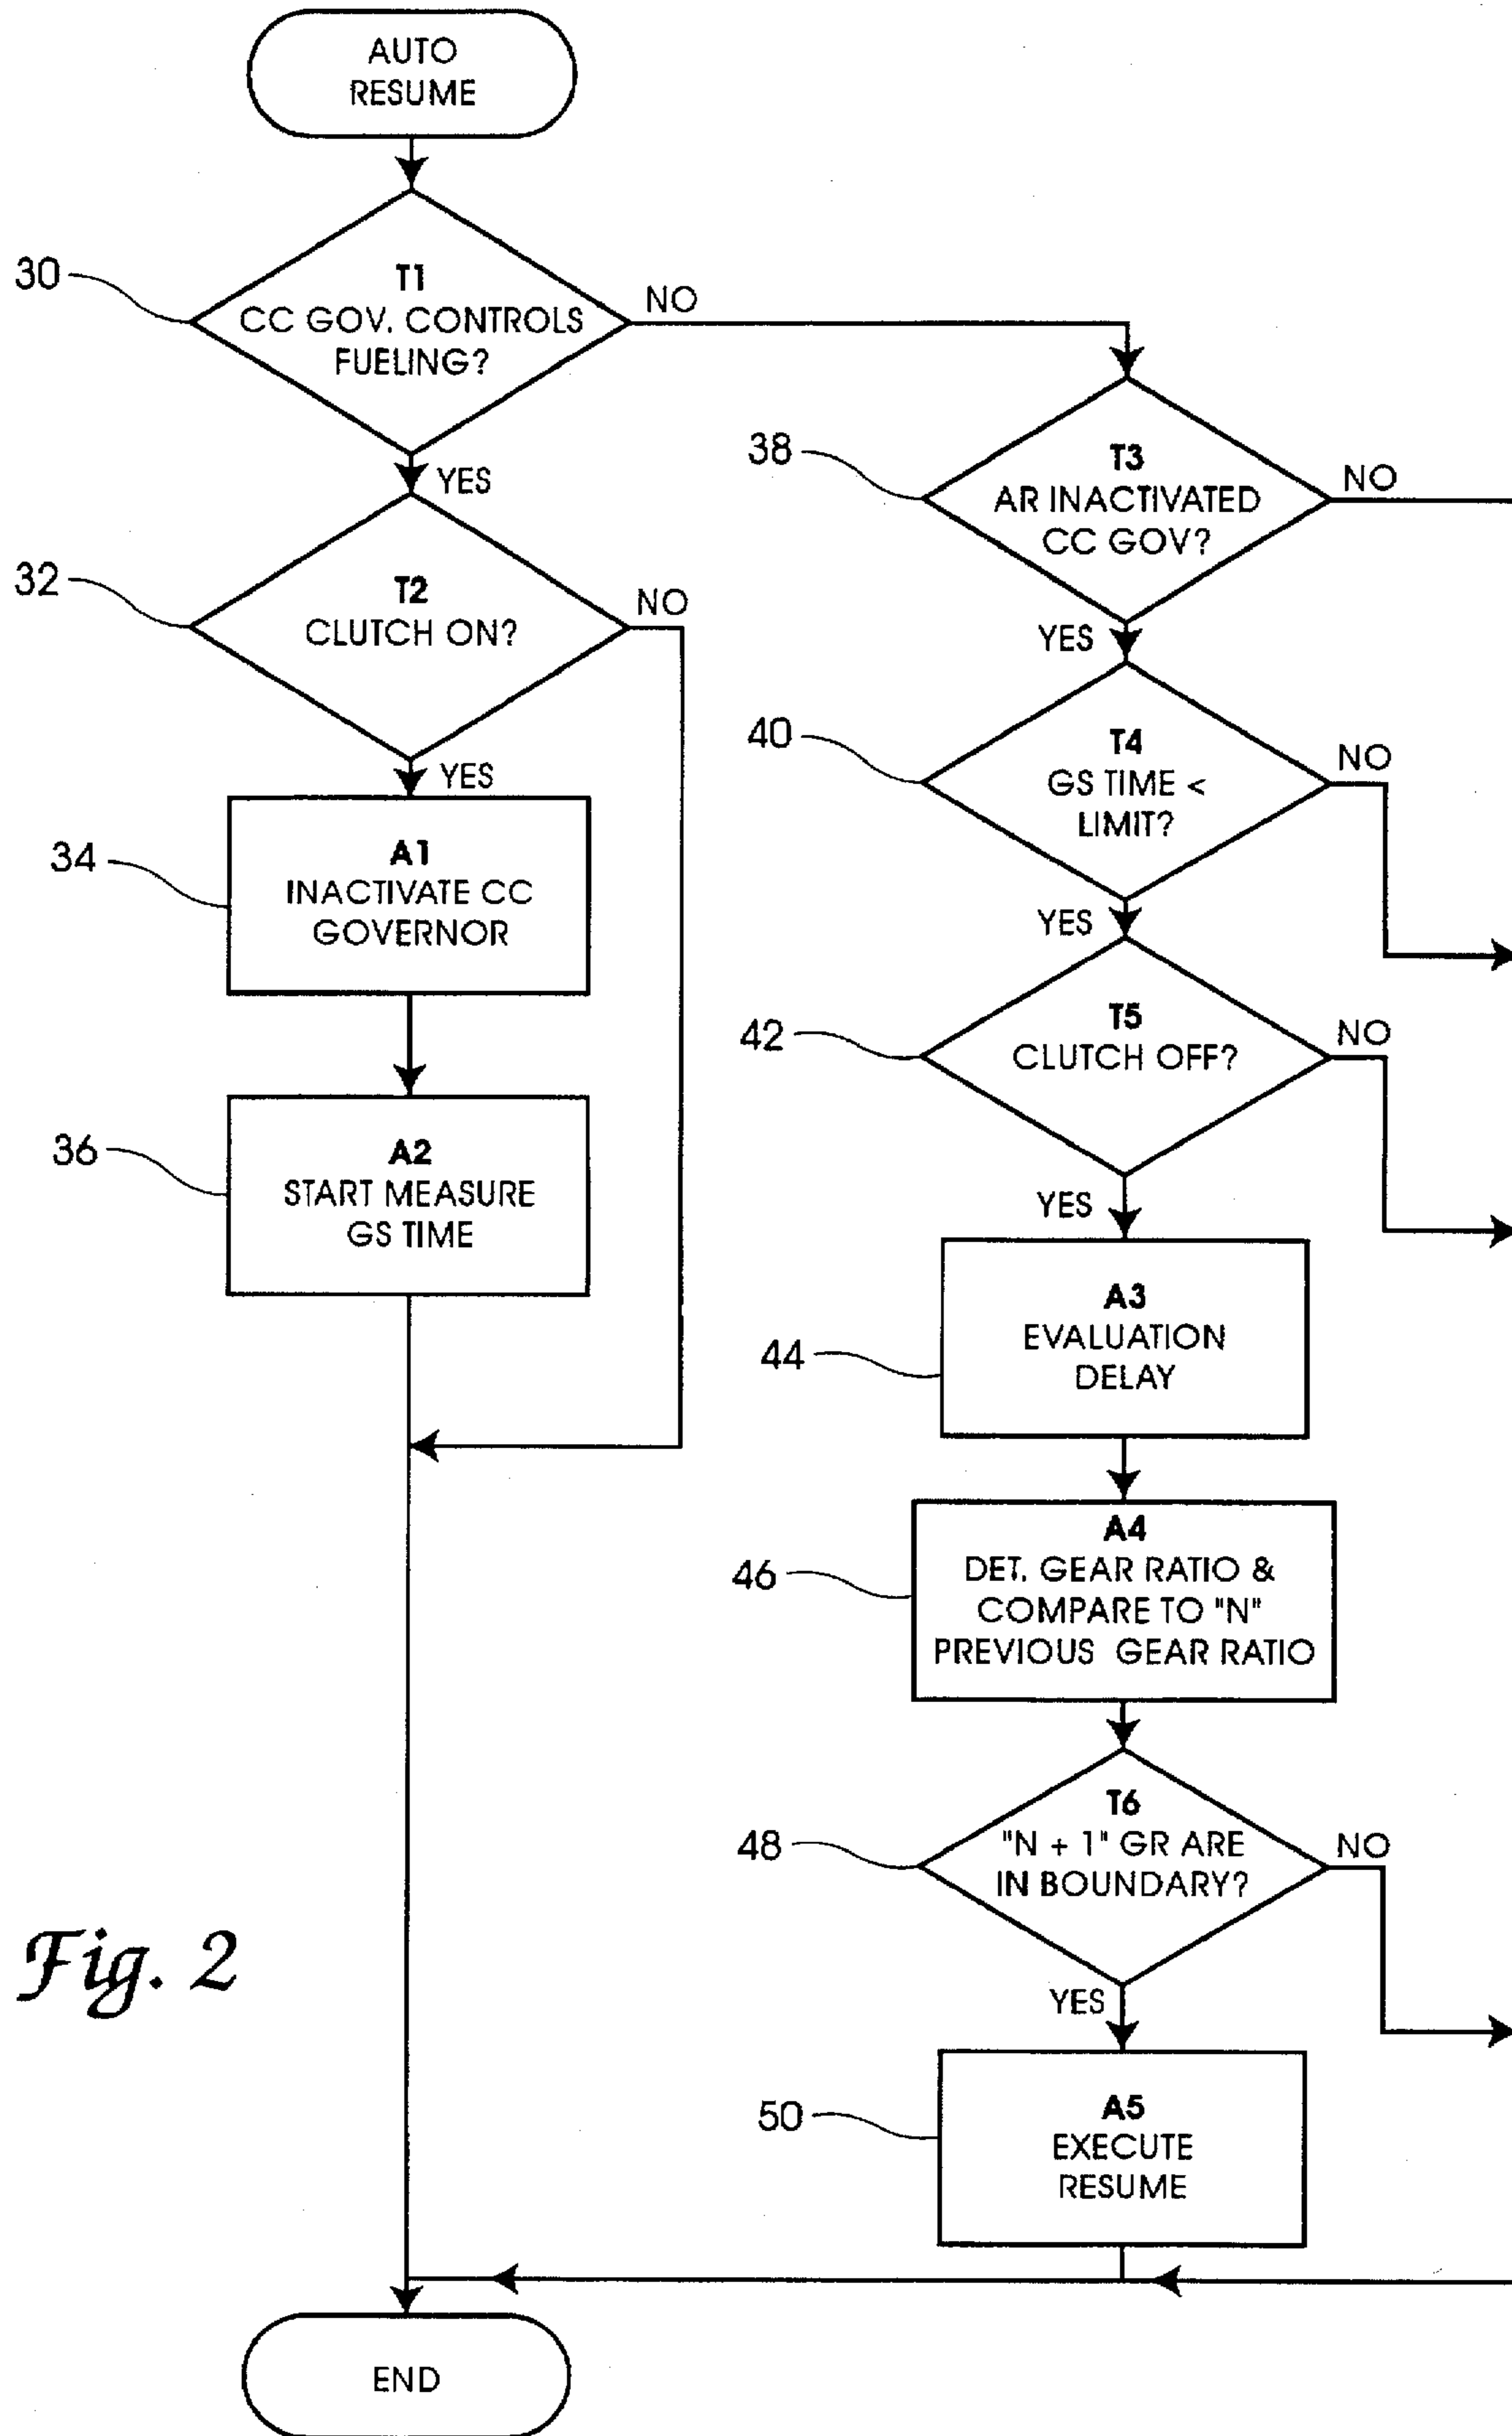 AUTO
RESUME
30
T1
CC GOV. CONTROLS
FUELING?
NO
YES
32
T2
CLUTCH ON?
NO
YES
34
A1
INACTIVATE CC
GOVERNOR
36
A2
START MEASURE
GS TIME
38
T3
AR INACTIVATED
CC GOV?
NO
YES
40
T4
GS TIME <
LIMIT?
NO
YES
42
T5
CLUTCH OFF?
NO
YES
44
A3
EVALUATION
DELAY
46
A4
DET. GEAR RATIO &
COMPARE TO "N"
PREVIOUS GEAR RATIO
48
T6
"N + 1" GR ARE
IN BOUNDARY?
NO
YES
50
A5
EXECUTE
RESUME
END
Fig. 2